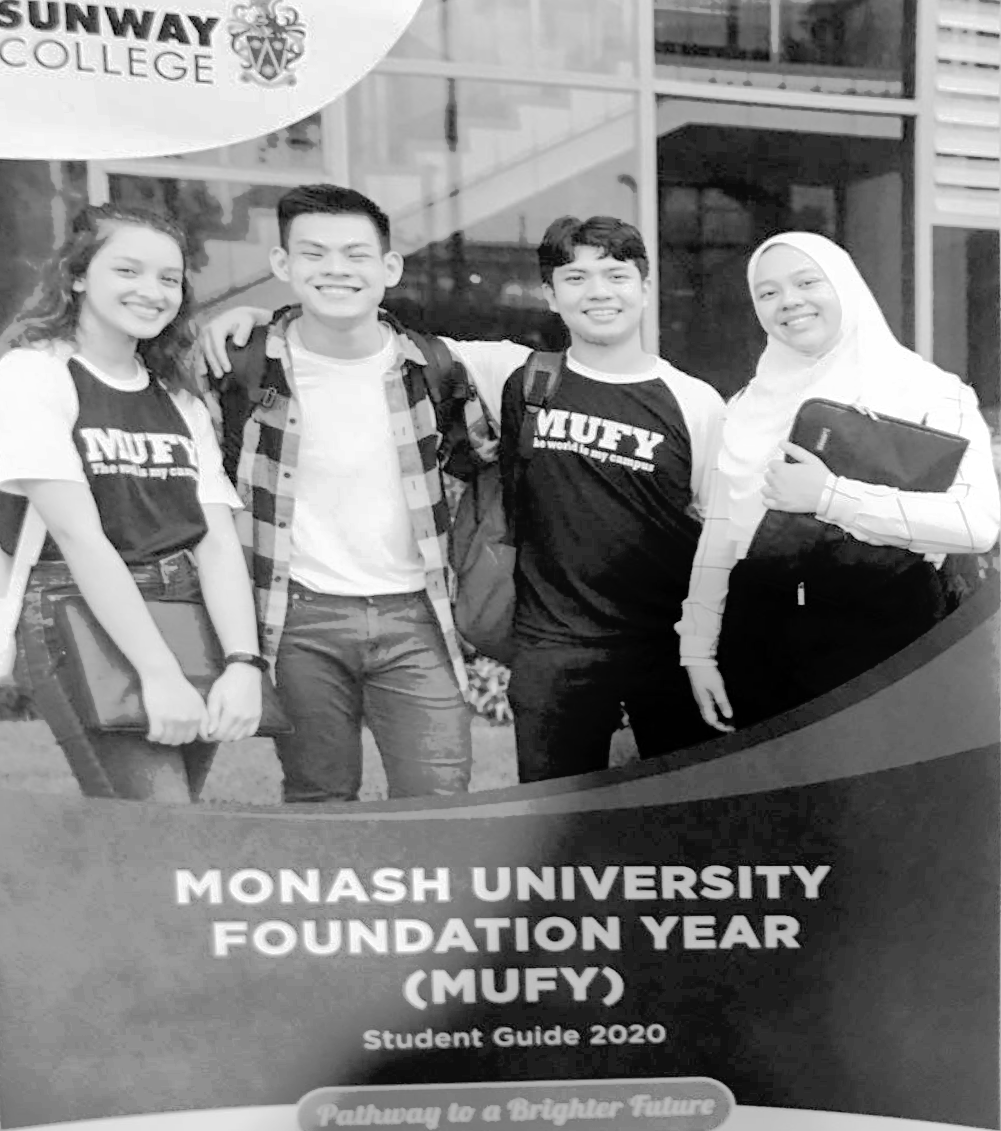 SUNWAY
COLLEGE
MUFY
The world is my campus
MUFY
The world is my campus
MONASH UNIVERSITY
FOUNDATION YEAR
(MUFY)
Student Guide 2020
Pathway to a Brighter Future